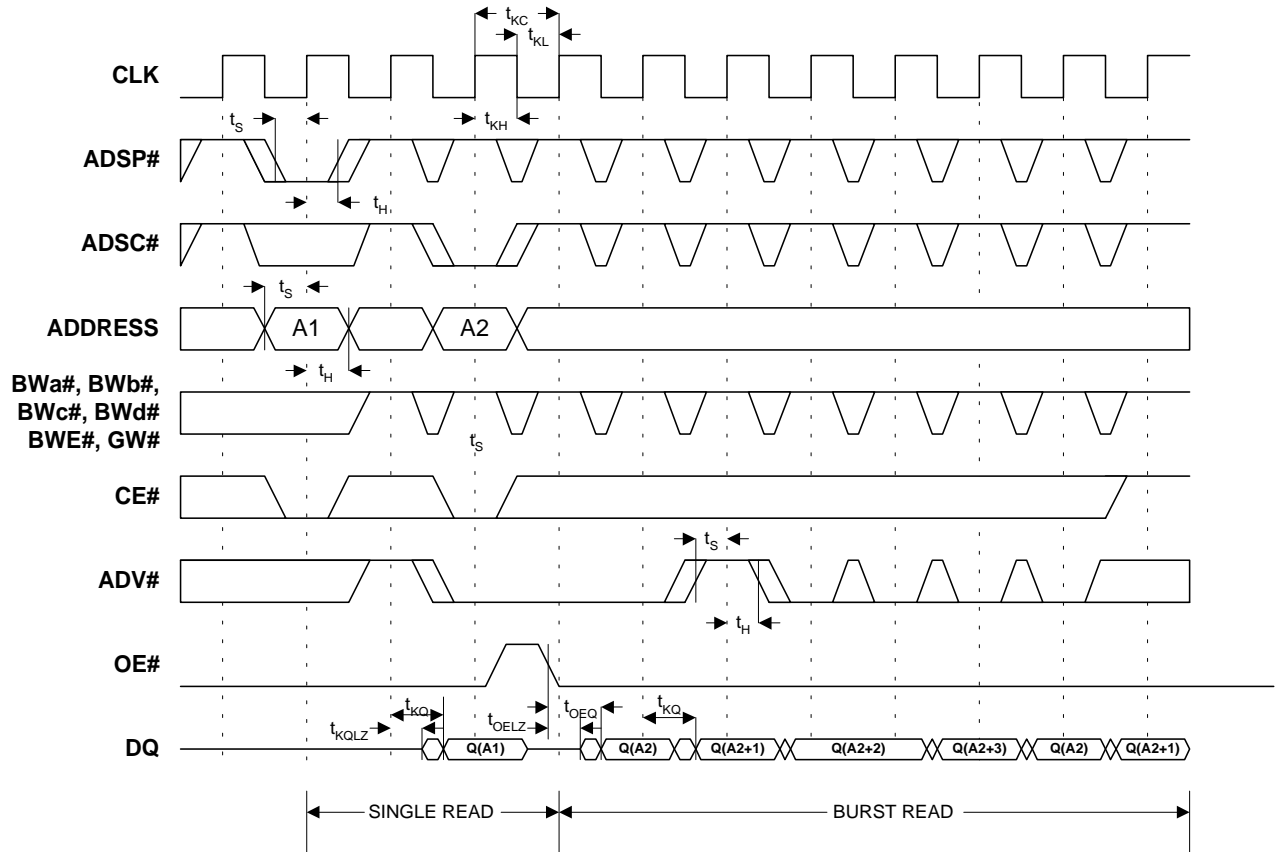 tKC
tKL
CLK
tS
tKH
ADSP#
tH
ADSC#
tS
ADDRESS
A1
A2
tH
BWa#, BWb#,
BWc#, BWd#
BWE#, GW#
tS
CE#
tS
ADV#
tH
OE#
tKQ
tOEQ
tKQ
tKQLZ
tOELZ
DQ
Q(A1)
Q(A2)
Q(A2+1)
Q(A2+2)
Q(A2+3)
Q(A2)
Q(A2+1)
SINGLE READ
BURST READ